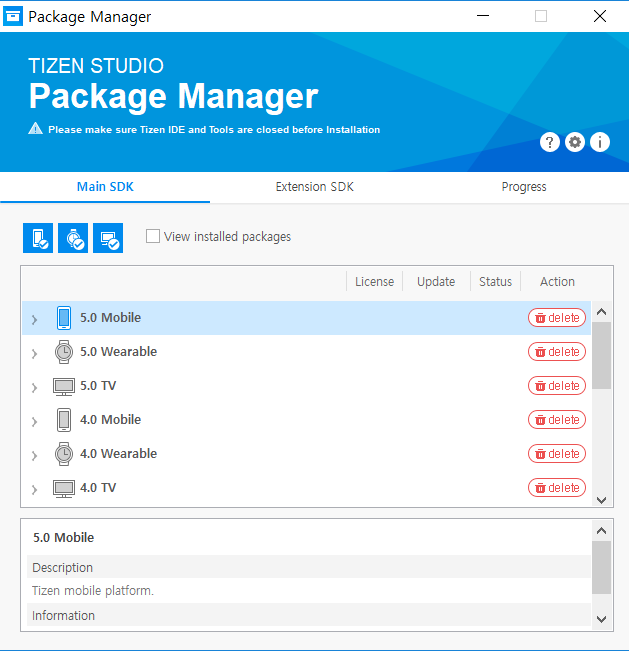 Package Manager
TIZEN STUDIO
Package Manager
Please make sure Tizen IDE and Tools are closed before Installation
? i
Main SDK Extension SDK Progress
View installed packages
License Update Status Action
5.0 Mobile delete
5.0 Wearable delete
5.0 TV delete
4.0 Mobile delete
4.0 Wearable delete
4.0 TV delete
5.0 Mobile
Description
Tizen mobile platform.
Information